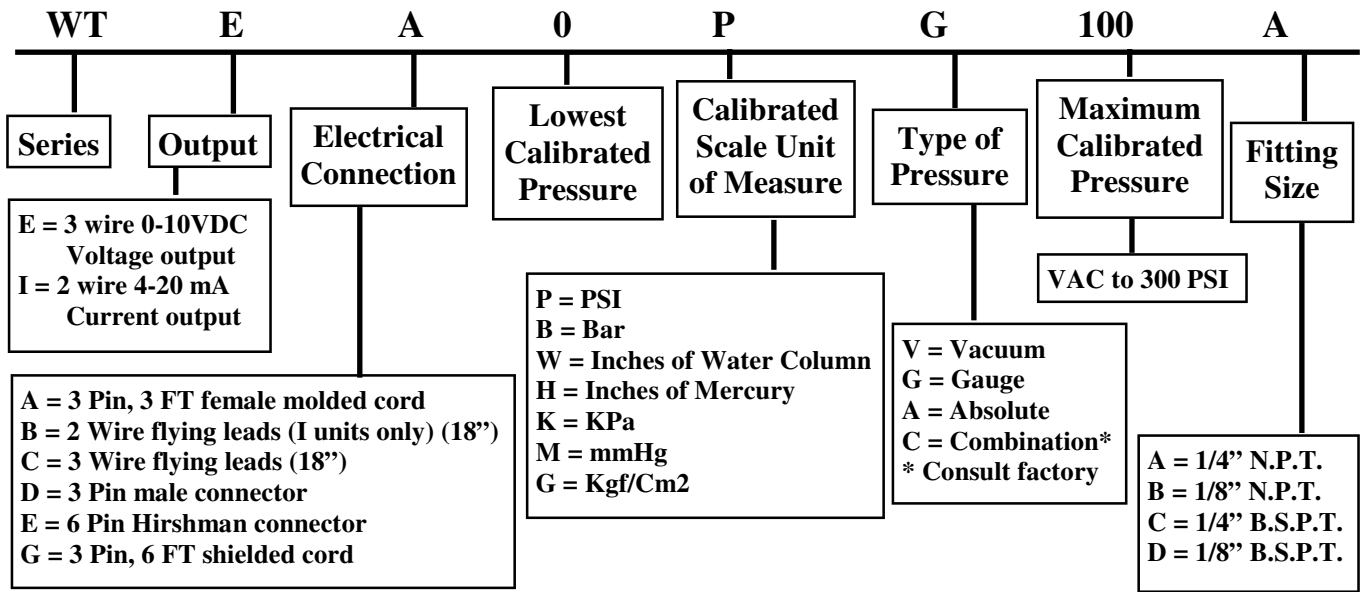 WT E A 0 P G 100 A
Series
Output
Electrical
Connection
Lowest
Calibrated
Pressure
Calibrated
Scale Unit
of Measure
Type of
Pressure
Maximum
Calibrated
Pressure
Fitting
Size
E = 3 wire 0-10VDC
Voltage output
I = 2 wire 4-20 mA
Current output
A = 3 Pin, 3 FT female molded cord
B = 2 Wire flying leads (I units only) (18”)
C = 3 Wire flying leads (18”)
D = 3 Pin male connector
E = 6 Pin Hirshman connector
G = 3 Pin, 6 FT shielded cord
P = PSI
B = Bar
W = Inches of Water Column
H = Inches of Mercury
K = KPa
M = mmHg
G = Kgf/Cm2
V = Vacuum
G = Gauge
A = Absolute
C = Combination*
* Consult factory
VAC to 300 PSI
A = 1/4” N.P.T.
B = 1/8” N.P.T.
C = 1/4” B.S.P.T.
D = 1/8” B.S.P.T.